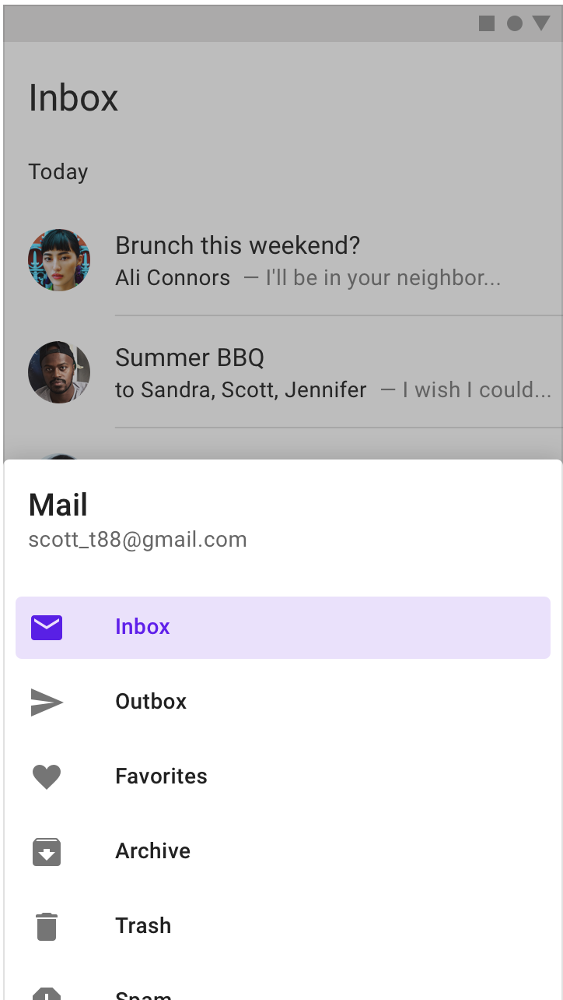 Inbox
Today
Brunch this weekend?
Ali Connors — I'll be in your neighbor...
Summer BBQ
to Sandra, Scott, Jennifer — I wish I could...
Mail
scott_t88@gmail.com
Inbox
Outbox
Favorites
Archive
Trash
Spam